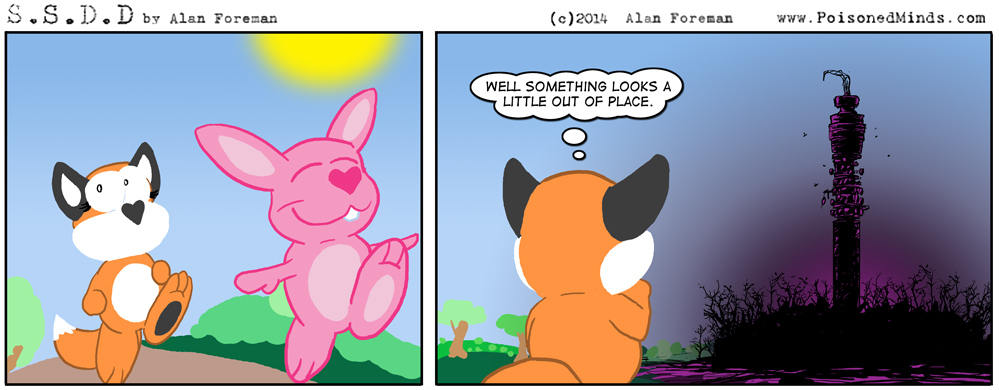 S.S.D.D by Alan Foreman (c)2014 Alan Foreman www.PoisonedMinds.com
WELL SOMETHING LOOKS A
LITTLE OUT OF PLACE.